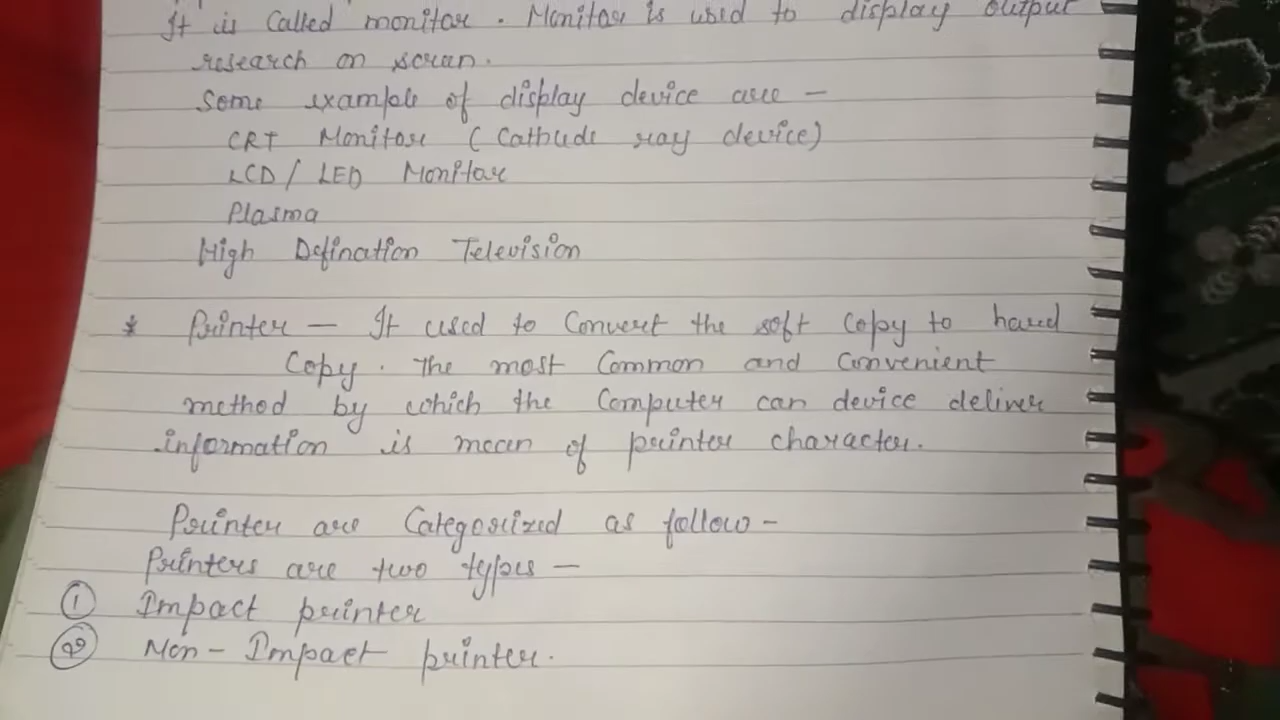 It is called monitor. Monitor is used to display output
research on screen.
Some example of display device are -
CRT Monitor (Cathude ray device)
LCD/LED Monitor
Plasma
High Defination Television
* Printer - It used to convert the soft copy to hard
copy. The most common and convenient
method by which the computer can device deliver
information is mean of printer character.
Printer are Categorized as follow -
Printers are two types -
① Impact printer
② Non-Impact printer.